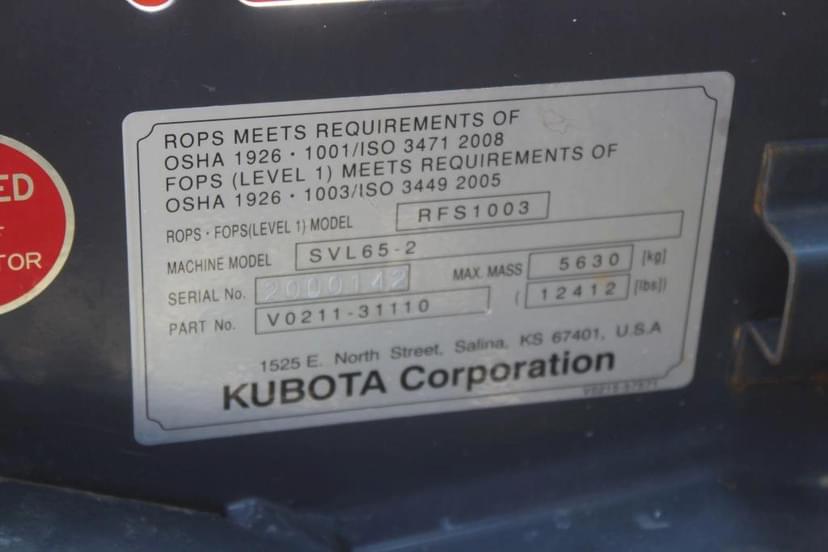 ROPS MEETS REQUIREMENTS OF
OSHA 1926・1001/ISO 3471 2008
FOPS (LEVEL 1) MEETS REQUIREMENTS OF
OSHA 1926・1003/ISO 3449 2005
ROPS・FOPS(LEVEL 1) MODEL RFS1003
MACHINE MODEL SVL65-2
SERIAL No. 2000142 MAX. MASS 5630 [kg]
PART No. V0211-31110 ( 12412 [lbs])
1525 E. North Street, Salina, KS 67401, U.S.A
KUBOTA Corporation
ED
TOR